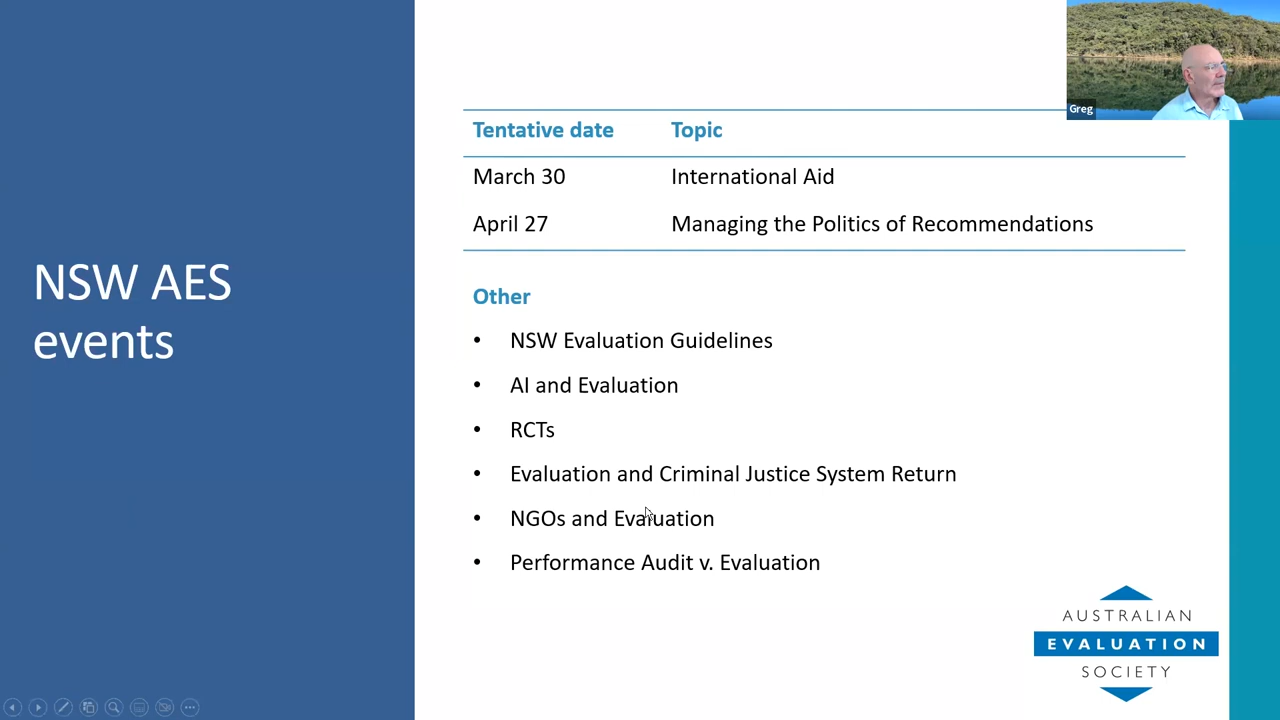 Greg
NSW AES
events
Tentative date Topic
March 30 International Aid
April 27 Managing the Politics of Recommendations
Other
• NSW Evaluation Guidelines
• AI and Evaluation
• RCTs
• Evaluation and Criminal Justice System Return
• NGOs and Evaluation
• Performance Audit v. Evaluation
AUSTRALIAN
EVALUATION
SOCIETY